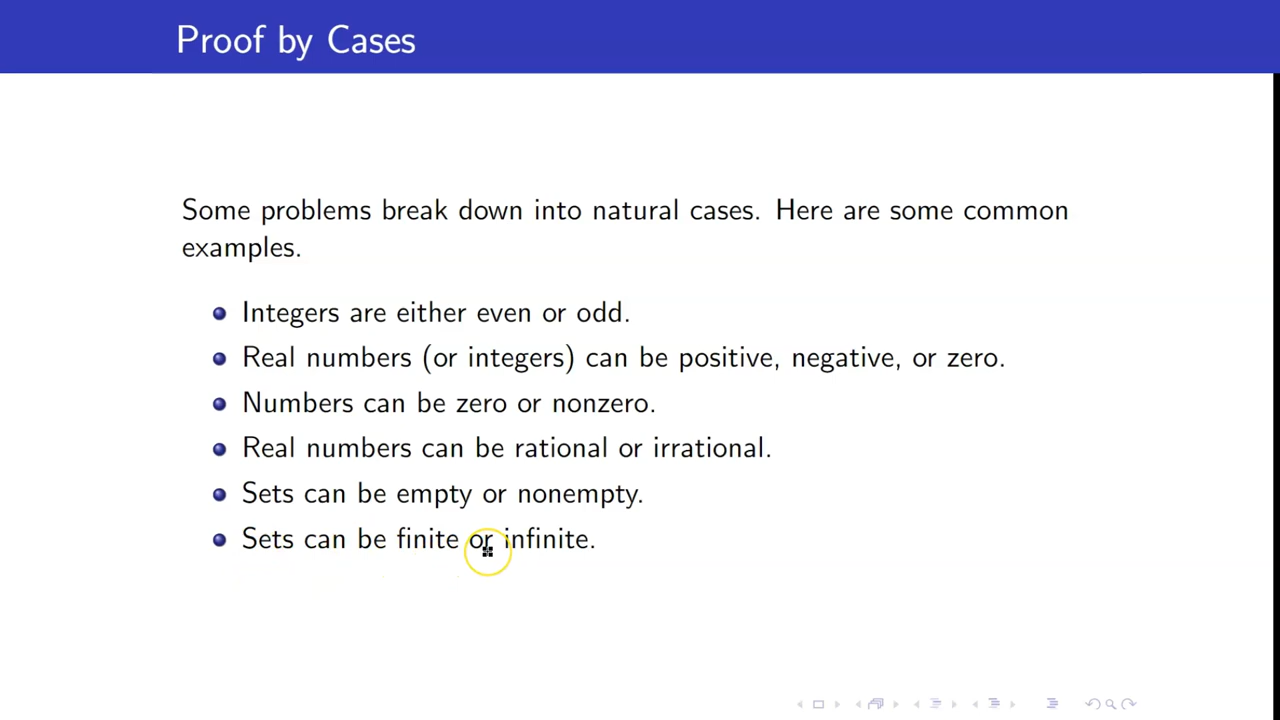 Proof by Cases
Some problems break down into natural cases. Here are some common
examples.
Integers are either even or odd.
Real numbers (or integers) can be positive, negative, or zero.
Numbers can be zero or nonzero.
Real numbers can be rational or irrational.
Sets can be empty or nonempty.
Sets can be finite or infinite.